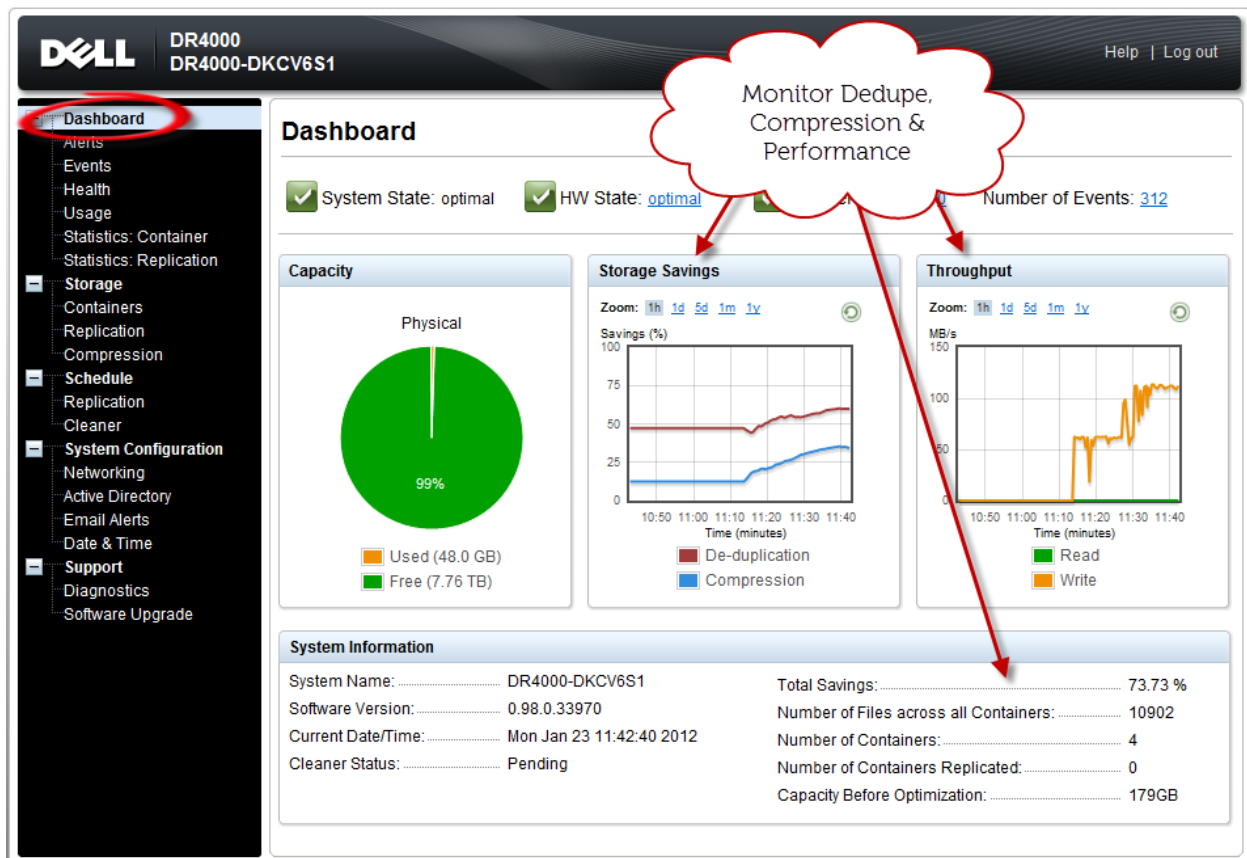 DELL
DR4000
DR4000-DKCV6S1
Help | Log out
Monitor Dedupe,
Compression &
Performance
Dashboard
Alerts
Events
Health
Usage
Statistics: Container
Statistics: Replication
Storage
Containers
Replication
Compression
Schedule
Replication
Cleaner
System Configuration
Networking
Active Directory
Email Alerts
Date & Time
Support
Diagnostics
Software Upgrade
Dashboard
System State: optimal
HW State: optimal
Number of Events: 312
Capacity
Physical
99%
Used (48.0 GB)
Free (7.76 TB)
Storage Savings
Zoom: 1h 1d 5d 1m 1y
Savings (%)
100
75
50
25
0
10:50 11:00 11:10 11:20 11:30 11:40
Time (minutes)
De-duplication
Compression
Throughput
Zoom: 1h 1d 5d 1m 1y
MB/s
150
100
50
0
10:50 11:00 11:10 11:20 11:30 11:40
Time (minutes)
Read
Write
System Information
System Name: DR4000-DKCV6S1
Software Version: 0.98.0.33970
Current Date/Time: Mon Jan 23 11:42:40 2012
Cleaner Status: Pending
Total Savings: 73.73 %
Number of Files across all Containers: 10902
Number of Containers: 4
Number of Containers Replicated: 0
Capacity Before Optimization: 179GB